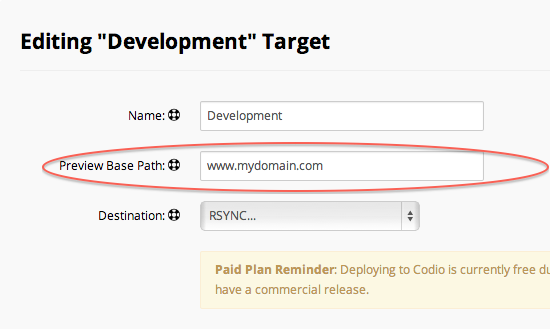 Editing "Development" Target
Name:
Development
Preview Base Path:
www.mydomain.com
Destination:
RSYNC...
Paid Plan Reminder: Deploying to Codio is currently free
have a commercial release.